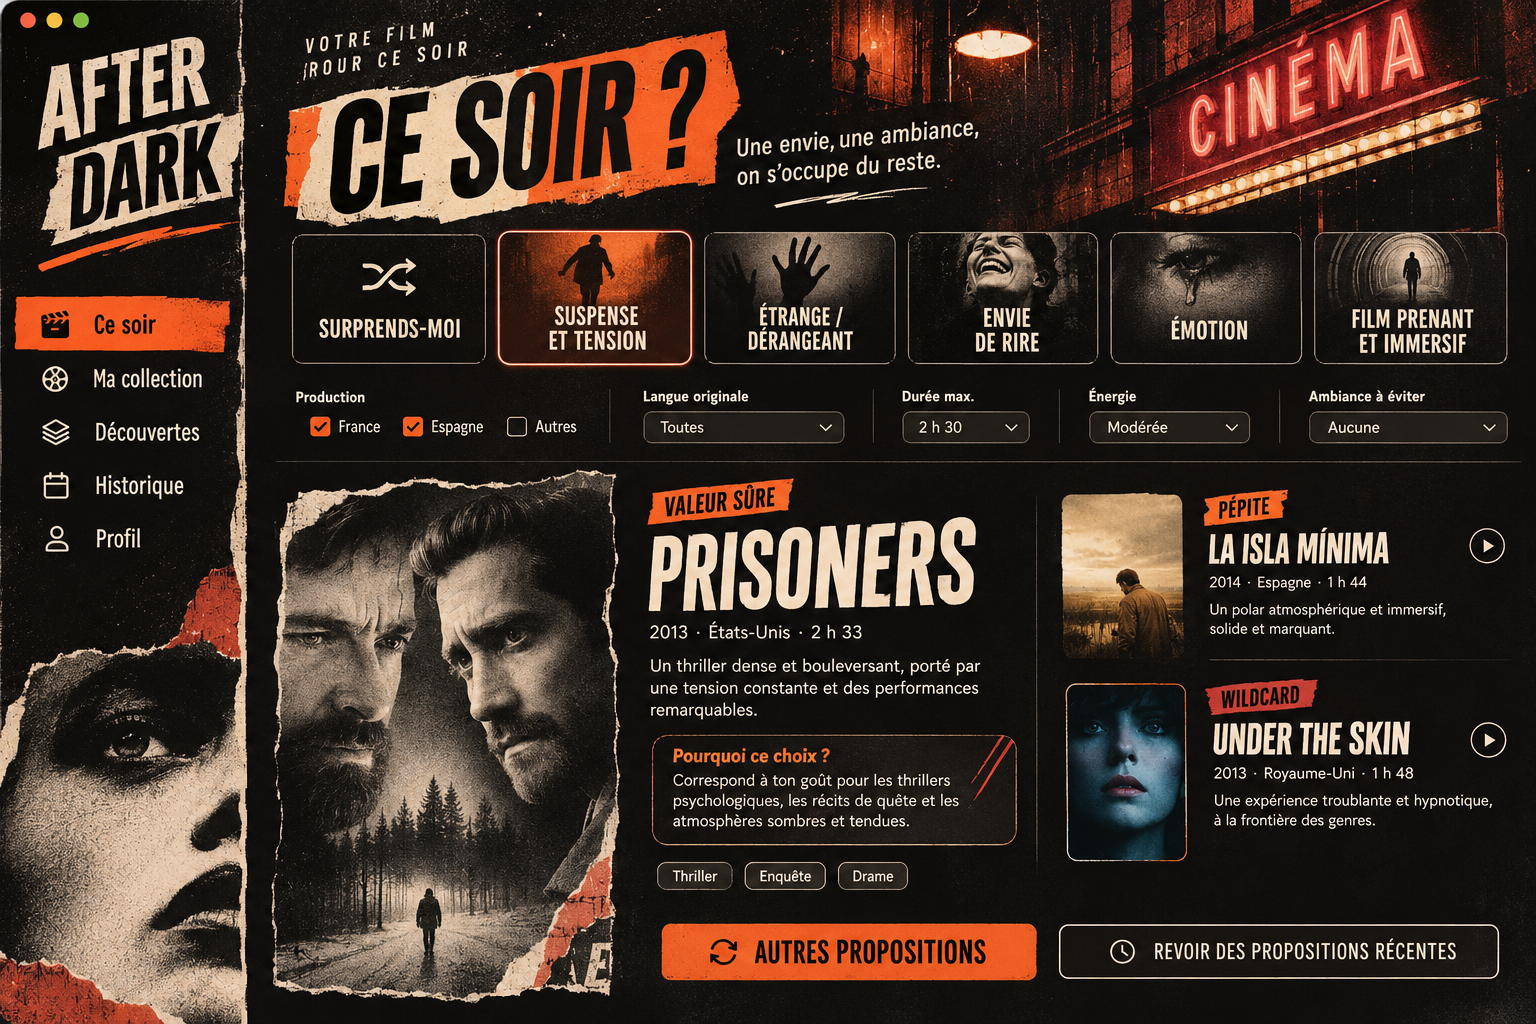 AFTER
DARK
Ce soir
Ma collection
Découvertes
Historique
Profil
VOTRE FILM
POUR CE SOIR
CE SOIR ?
Une envie, une ambiance,
on s'occupe du reste.
CINÉMA
SURPRENDS-MOI
SUSPENSE
ET TENSION
ÉTRANGE /
DÉRANGEANT
ENVIE
DE RIRE
ÉMOTION
FILM PRENANT
ET IMMERSIF
Production
France
Espagne
Autres
Langue originale
Toutes
Durée max.
2 h 30
Énergie
Modérée
Ambiance à éviter
Aucune
VALEUR SÛRE
PRISONERS
2013 · États-Unis · 2 h 33
Un thriller dense et bouleversant, porté par
une tension constante et des performances
remarquables.
Pourquoi ce choix ?
Correspond à ton goût pour les thrillers
psychologiques, les récits de quête et les
atmosphères sombres et tendues.
Thriller
Enquête
Drame
PÉPITE
LA ISLA MÍNIMA
2014 · Espagne · 1 h 44
Un polar atmosphérique et immersif,
solide et marquant.
WILDCARD
UNDER THE SKIN
2013 · Royaume-Uni · 1 h 48
Une expérience troublante et hypnotique,
à la frontière des genres.
AUTRES PROPOSITIONS
REVOIR DES PROPOSITIONS RÉCENTES